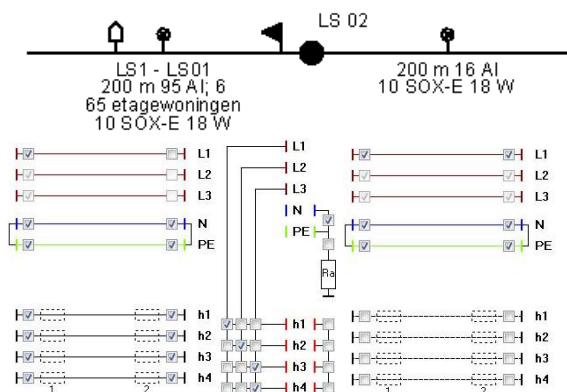 LS 02
LS1 - LS01
200 m 95 Al; 6
65 etagewoningen
10 SOX-E 18 W
200 m 16 Al
10 SOX-E 18 W
L1
L2
L3
N
PE
L1
L2
L3
N
PE
Ra
L1
L2
L3
N
PE
h1
h2
h3
h4
1 2
h1
h2
h3
h4
h1
h2
h3
h4
1 2